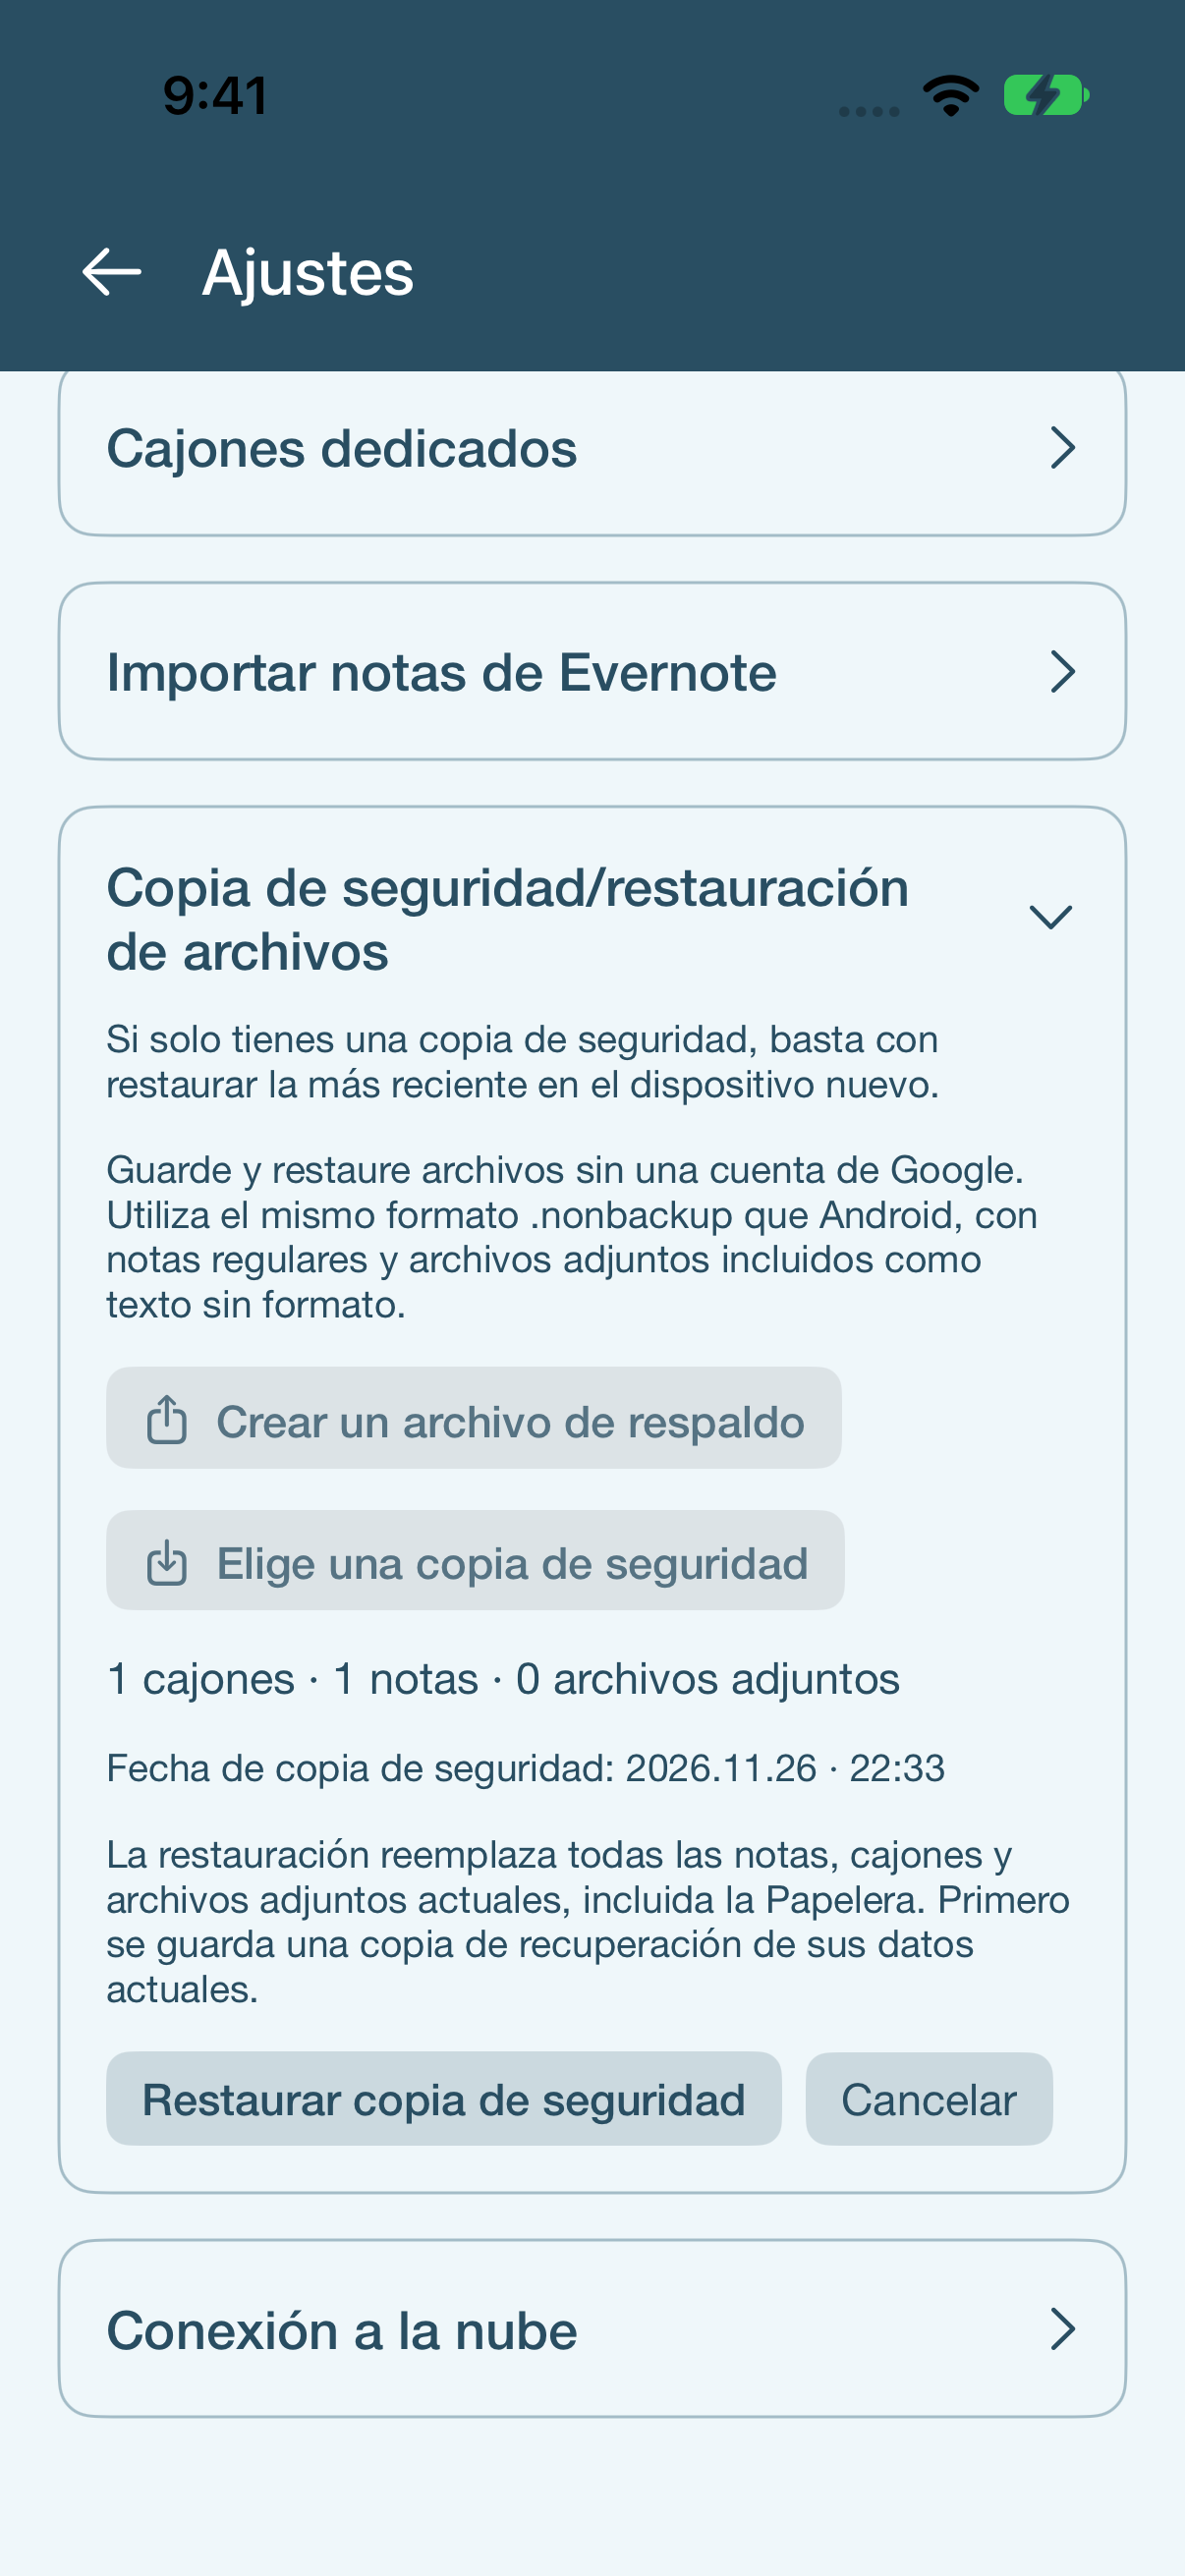 9:41
Ajustes
Cajones dedicados
Importar notas de Evernote
Copia de seguridad/restauración
de archivos
Si solo tienes una copia de seguridad, basta con
restaurar la más reciente en el dispositivo nuevo.
Guarde y restaure archivos sin una cuenta de Google.
Utiliza el mismo formato .nonbackup que Android, con
notas regulares y archivos adjuntos incluidos como
texto sin formato.
Crear un archivo de respaldo
Elige una copia de seguridad
1 cajones · 1 notas · 0 archivos adjuntos
Fecha de copia de seguridad: 2026.11.26 · 22:33
La restauración reemplaza todas las notas, cajones y
archivos adjuntos actuales, incluida la Papelera. Primero
se guarda una copia de recuperación de sus datos
actuales.
Restaurar copia de seguridad
Cancelar
Conexión a la nube